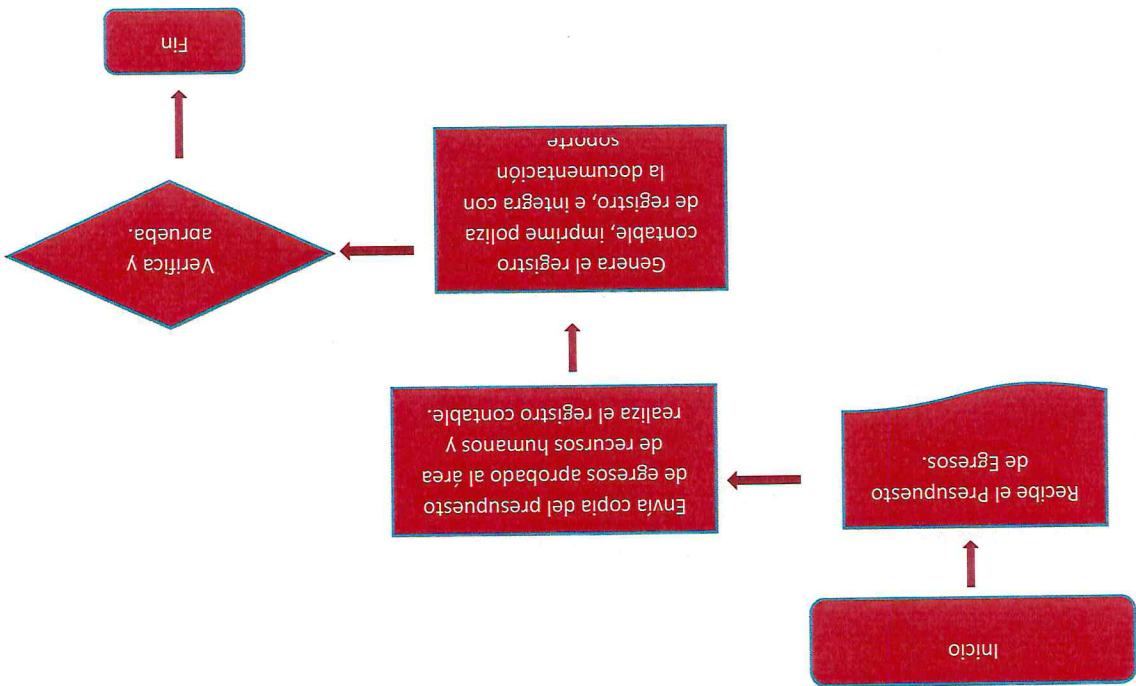 Inicio
Recibe el Presupuesto
de Egresos.
Envía copia del presupuesto
de egresos aprobado al área
de recursos humanos y
realiza el registro contable.
Genera el registro
contable, imprime poliza
de registro, e integra con
la documentación
soporte
Verifica y
aprueba.
Fin